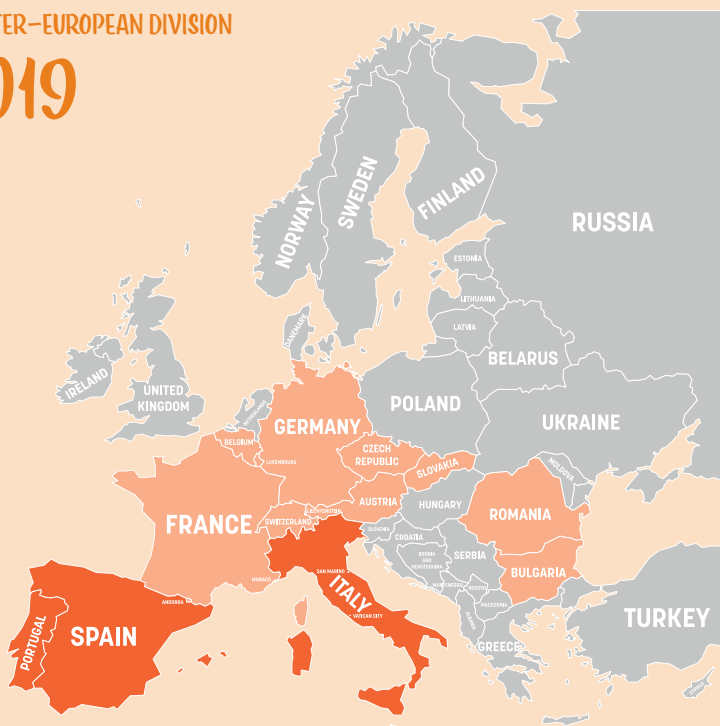 TER-EUROPEAN DIVISION
019
NORWAY
SWEDEN
FINLAND
RUSSIA
ESTONIA
LITHUANIA
LATVIA
DANEMARK
BELARUS
IRELAND
UNITED
KINGDOM
NETHERLANDS
POLAND
UKRAINE
GERMANY
BELGIUM
LUXEMBOURG
CZECH
REPUBLIC
SLOVAKIA
MOLDOVA
AUSTRIA
HUNGARY
ROMANIA
FRANCE
SWITZERLAND
LIECHTENSTEIN
SLOVENIA
CROATIA
BOSNIA
AND
HERZEGOVINA
SERBIA
BULGARIA
MONACO
SAN MARINO
ITALY
VATICAN CITY
MONTENEGRO
KOSOVO
MACEDONIA
ALBANIA
GREECE
TURKEY
CYPRUS
ANDORRA
SPAIN
PORTUGAL